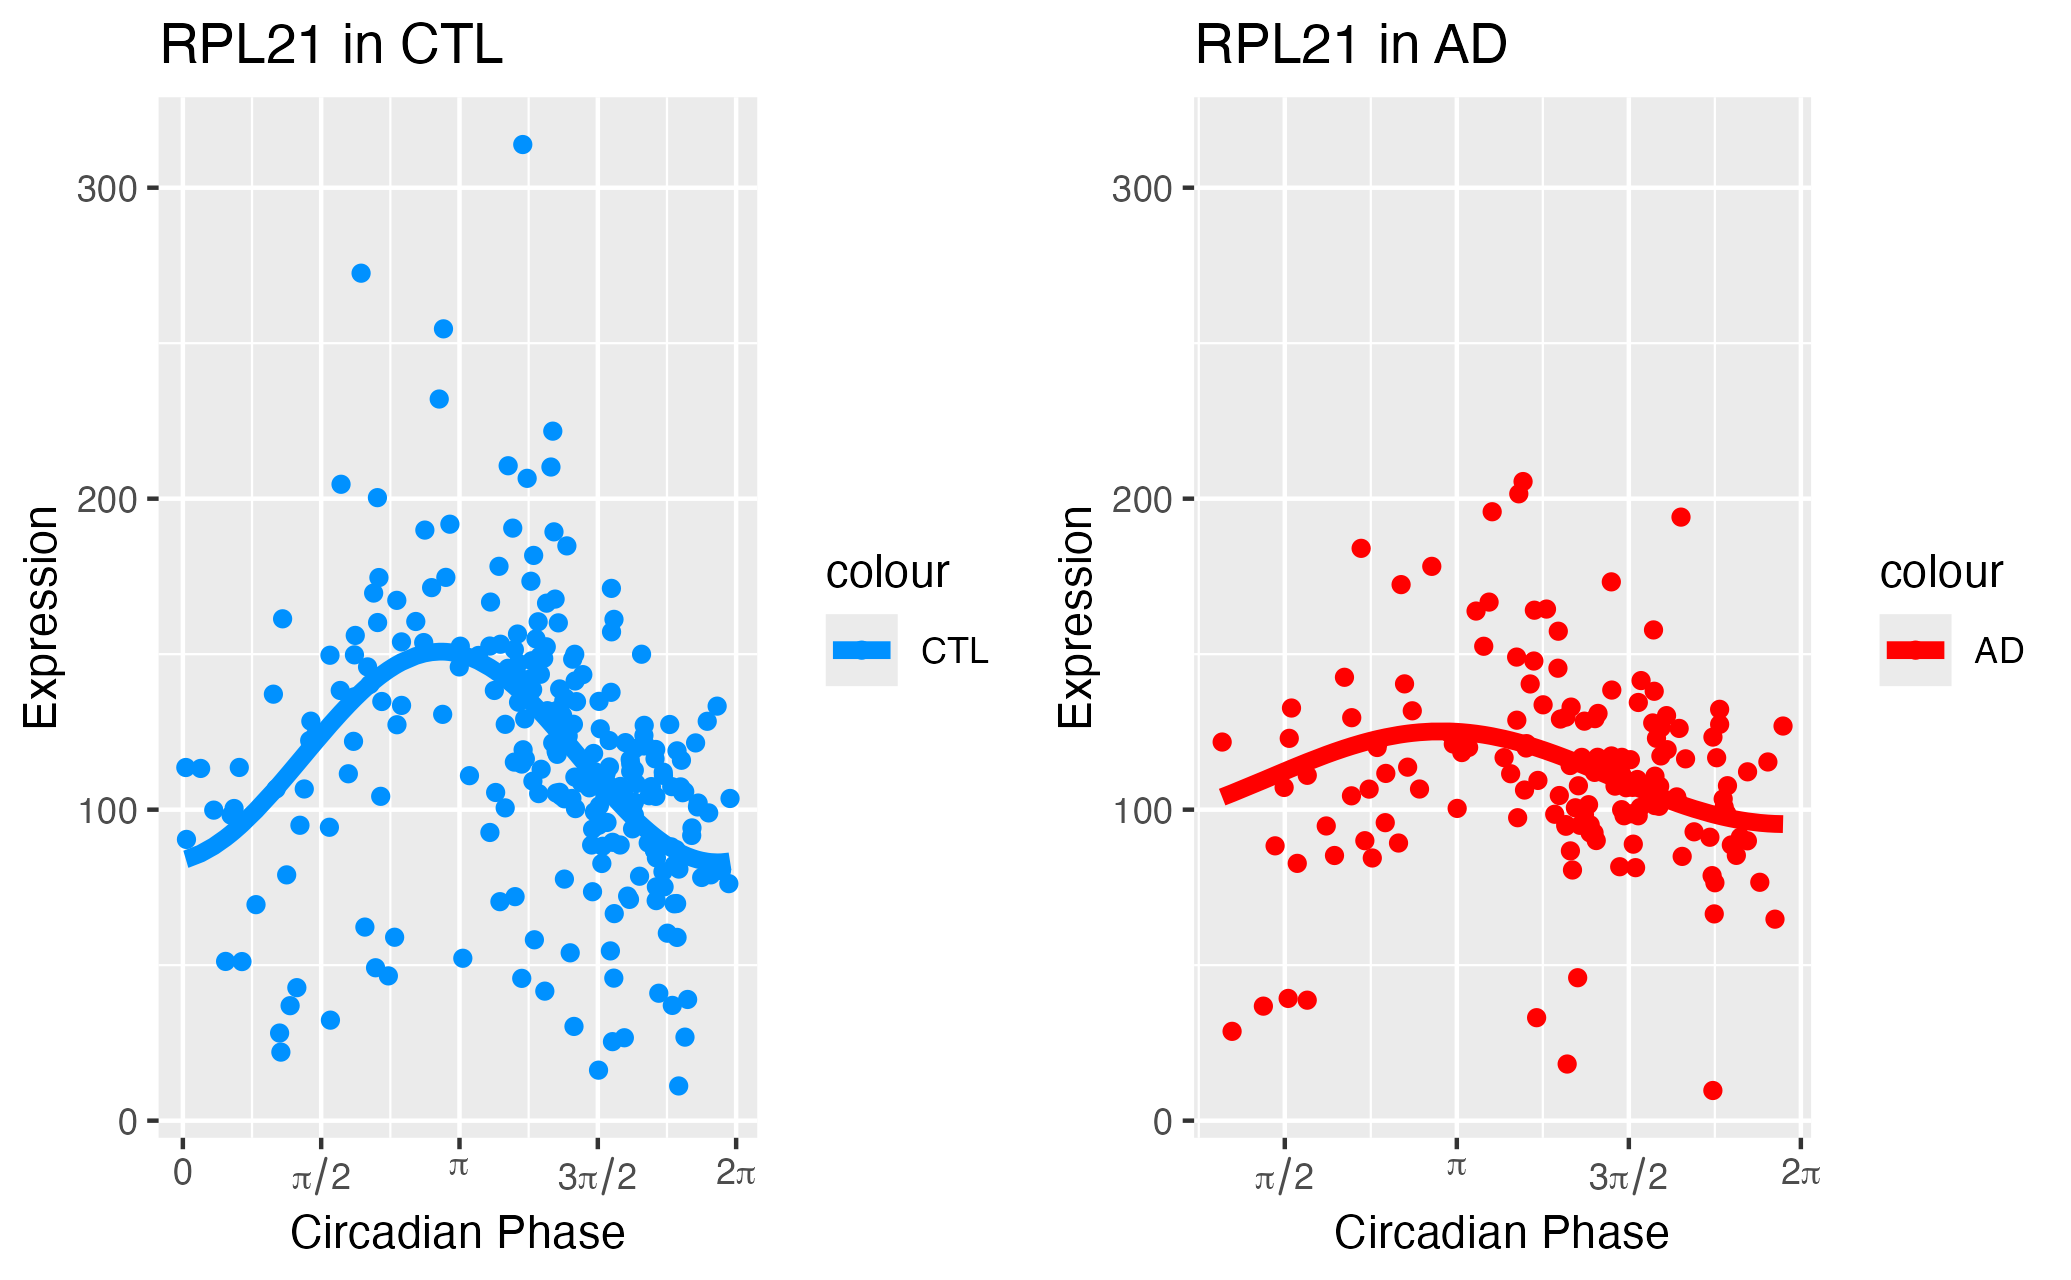 RPL21 in CTL
Expression
300
200
100
0
0 π/2 π 3π/2 2π
Circadian Phase
colour
CTL
RPL21 in AD
Expression
300
200
100
0
π/2 π 3π/2 2π
Circadian Phase
colour
AD